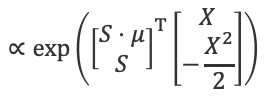 ∝ exp([S · μ
S]ᵀ [X
−X²/2])